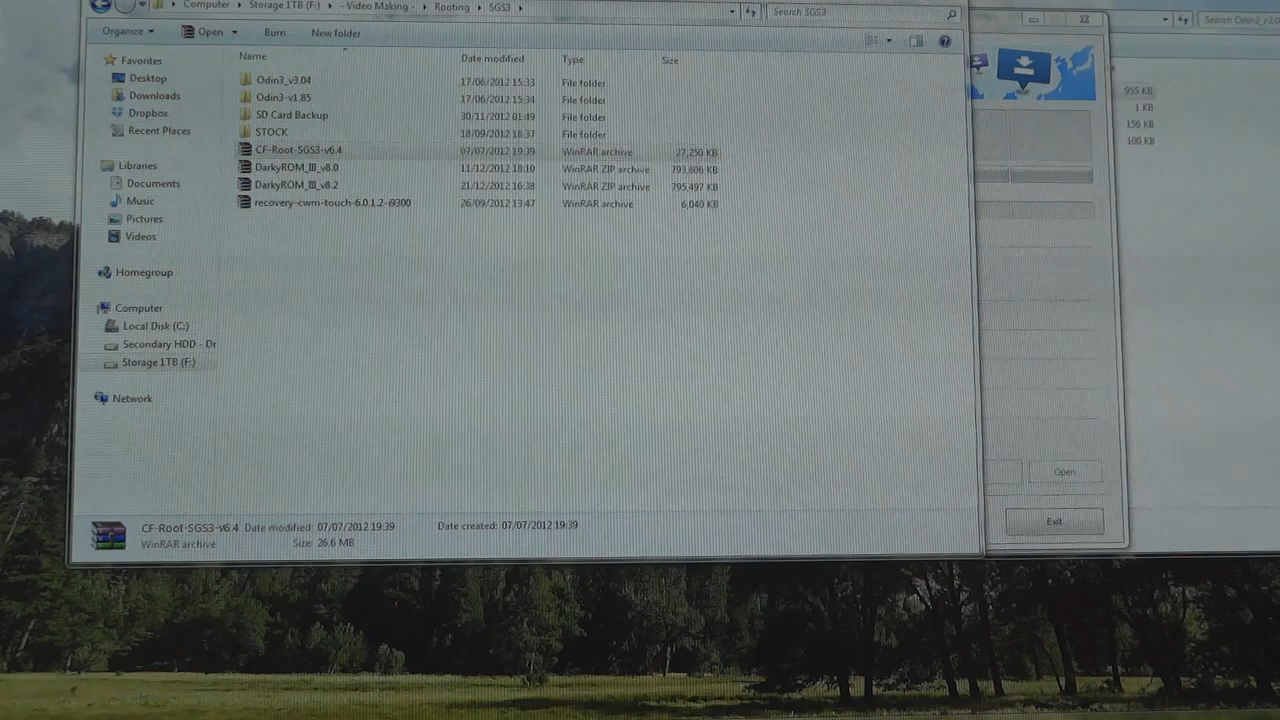 Computer Storage 1TB (F:) - Video Making - Rooting SGS3
Search SGS3
Search Odin3_v3.0
Organize Open Burn New folder
Name Date modified Type Size
Odin3_v3.04 17/06/2012 15:33 File folder
Odin3-v1.85 17/06/2012 15:34 File folder
SD Card Backup 30/11/2012 01:49 File folder
STOCK 18/09/2012 18:37 File folder
CF-Root-SGS3-v6.4 07/07/2012 19:39 WinRAR archive 27,250 KB
DarkyROM_III_v8.0 11/12/2012 18:10 WinRAR ZIP archive 793,806 KB
DarkyROM_III_v8.2 21/12/2012 16:38 WinRAR ZIP archive 795,497 KB
recovery-cwm-touch-6.0.1.2-i9300 26/09/2012 13:47 WinRAR archive 6,040 KB
Favorites
Desktop
Downloads
Dropbox
Recent Places
Libraries
Documents
Music
Pictures
Videos
Homegroup
Computer
Local Disk (C:)
Secondary HDD - Dr
Storage 1TB (F:)
Network
955 KB
1 KB
156 KB
100 KB
Open
Exit
CF-Root-SGS3-v6.4 Date modified: 07/07/2012 19:39 Date created: 07/07/2012 19:39
WinRAR archive Size: 26.6 MB